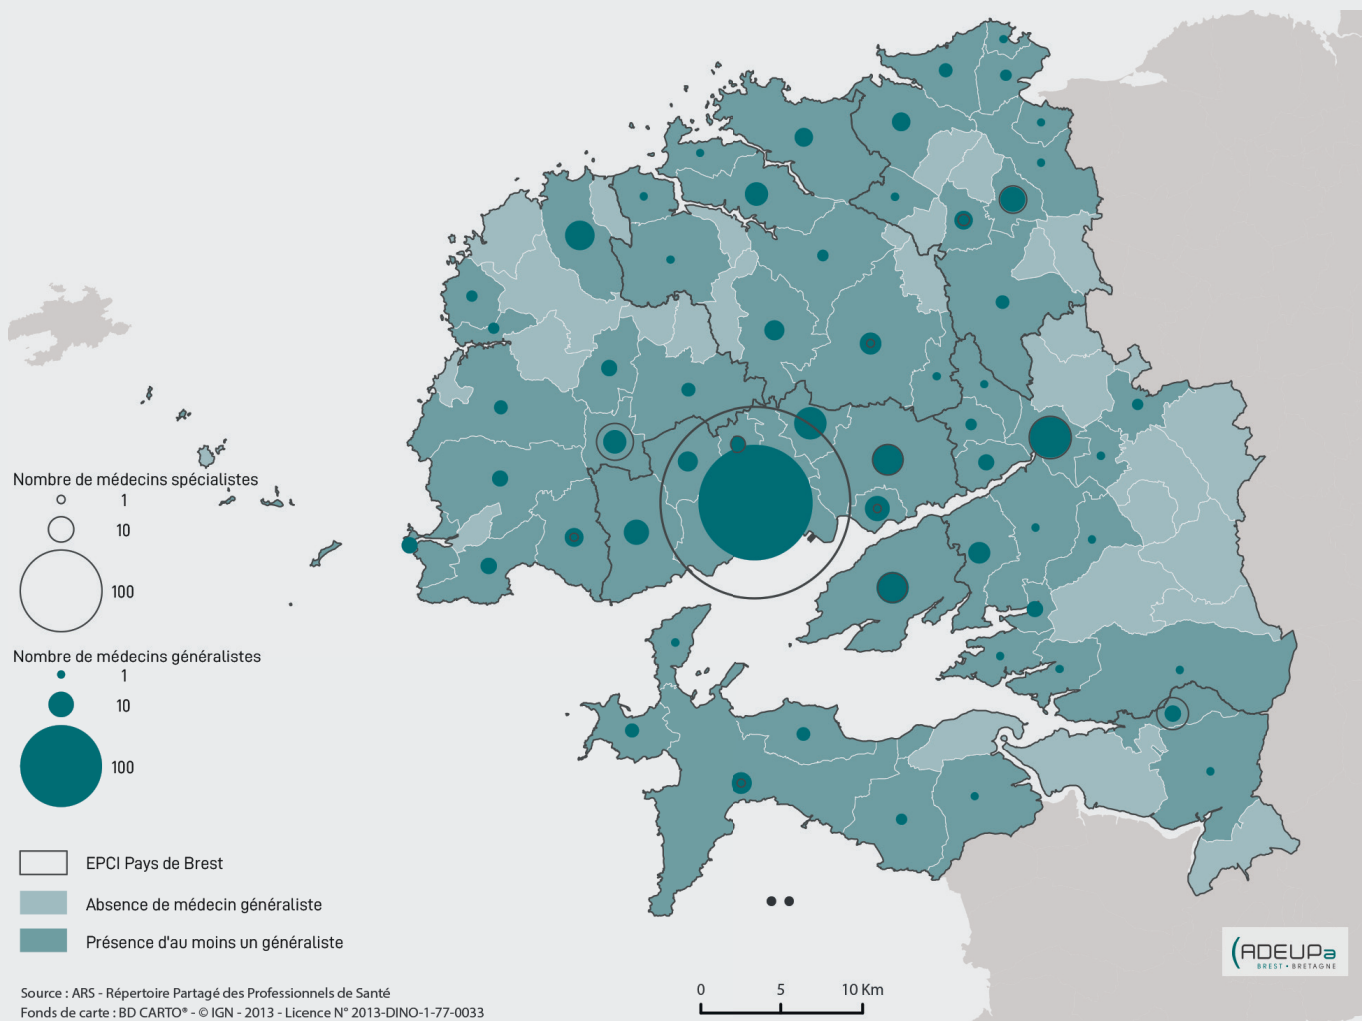 Nombre de médecins spécialistes
1
10
100
Nombre de médecins généralistes
1
10
100
EPCI Pays de Brest
Absence de médecin généraliste
Présence d'au moins un généraliste
Source : ARS - Répertoire Partagé des Professionnels de Santé
Fonds de carte : BD CARTO® - © IGN - 2013 - Licence N° 2013-DINO-1-77-0033
0 5 10 Km
ADEUPa
BREST • BRETAGNE